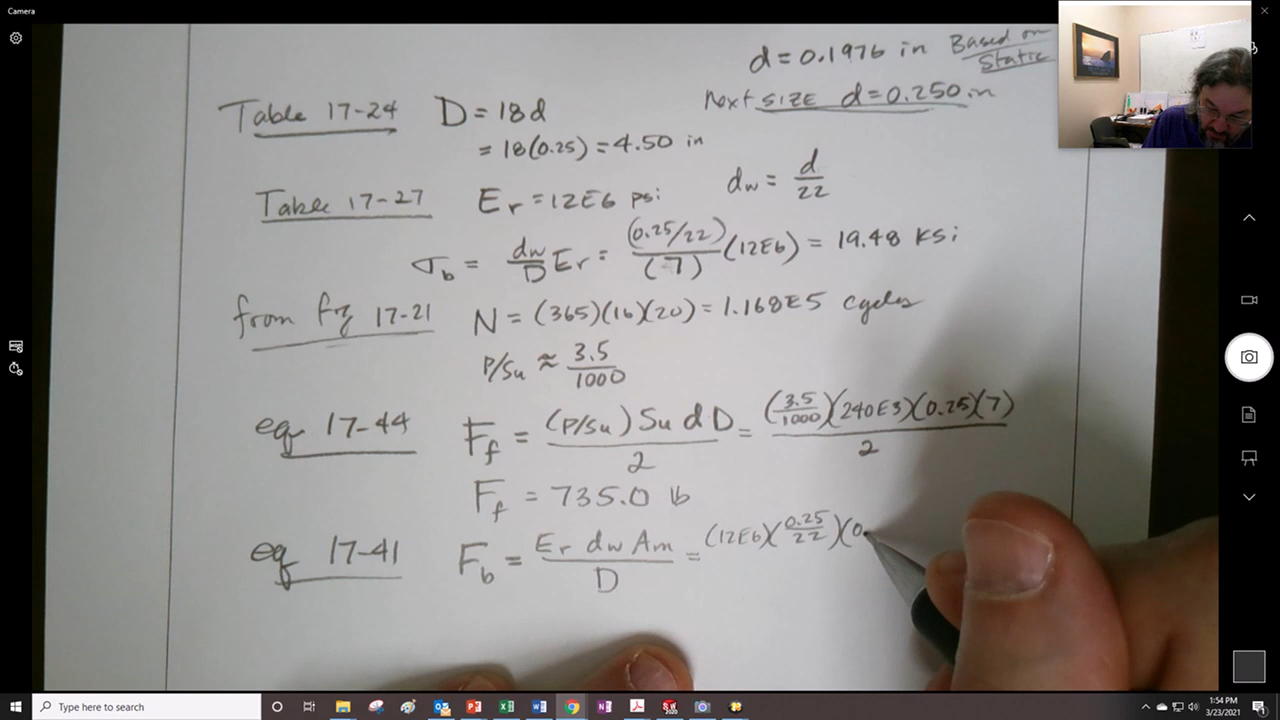 Camera
d = 0.1976 in Based on Static
Next SIZE d = 0.250 in
Table 17-24 D = 18d
= 18(0.25) = 4.50 in
Table 17-27 Er = 12E6 psi dw = d/22
σb = dw/D Er = (0.25/22)/(7) (12E6) = 19.48 ksi
from fig 17-21 N = (365)(16)(20) = 1.168E5 cycles
P/Su ≈ 3.5/1000
eq 17-44 Ff = (P/Su) Su d D / 2 = (3.5/1000)(240E3)(0.25)(7) / 2
Ff = 735.0 lb
eq 17-41 Fb = Er dw Am / D = (12E6)(0.25/22)(0.
Type here to search
1:54 PM
3/23/2021